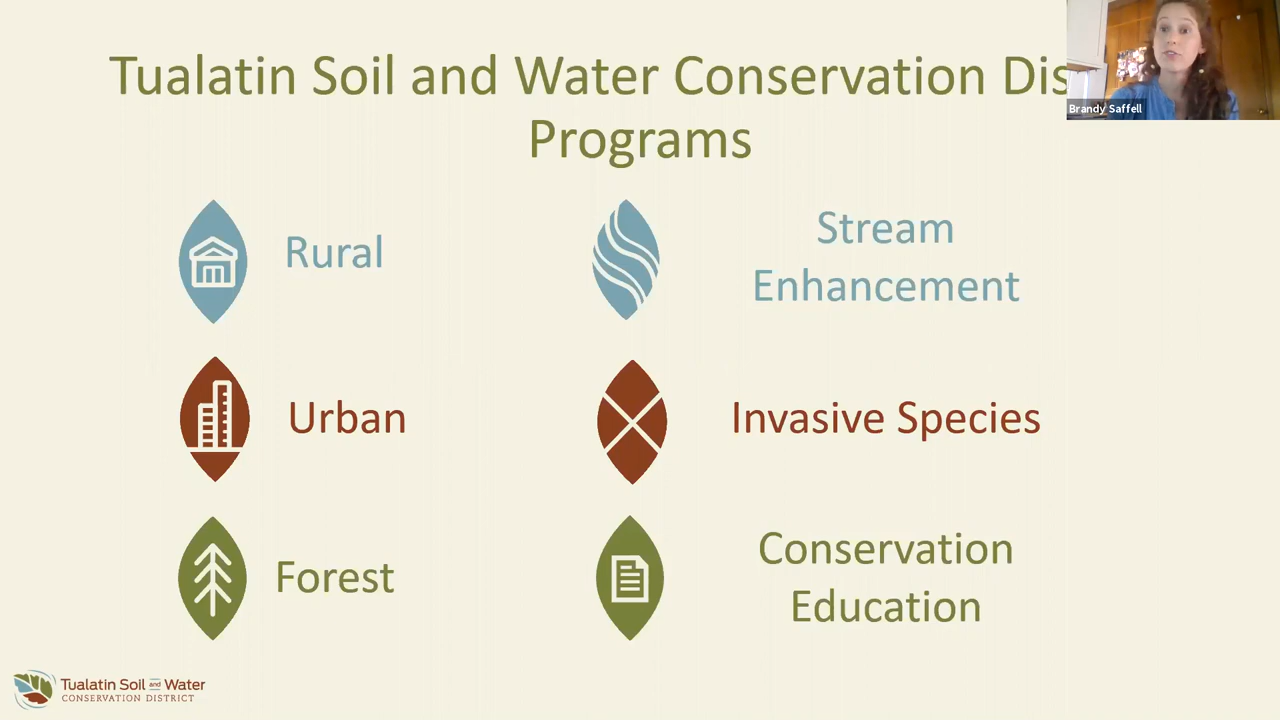 Tualatin Soil and Water Conservation Dis
Programs
Brandy Saffell
Rural
Stream
Enhancement
Urban
Invasive Species
Forest
Conservation
Education
Tualatin Soil and Water
CONSERVATION DISTRICT